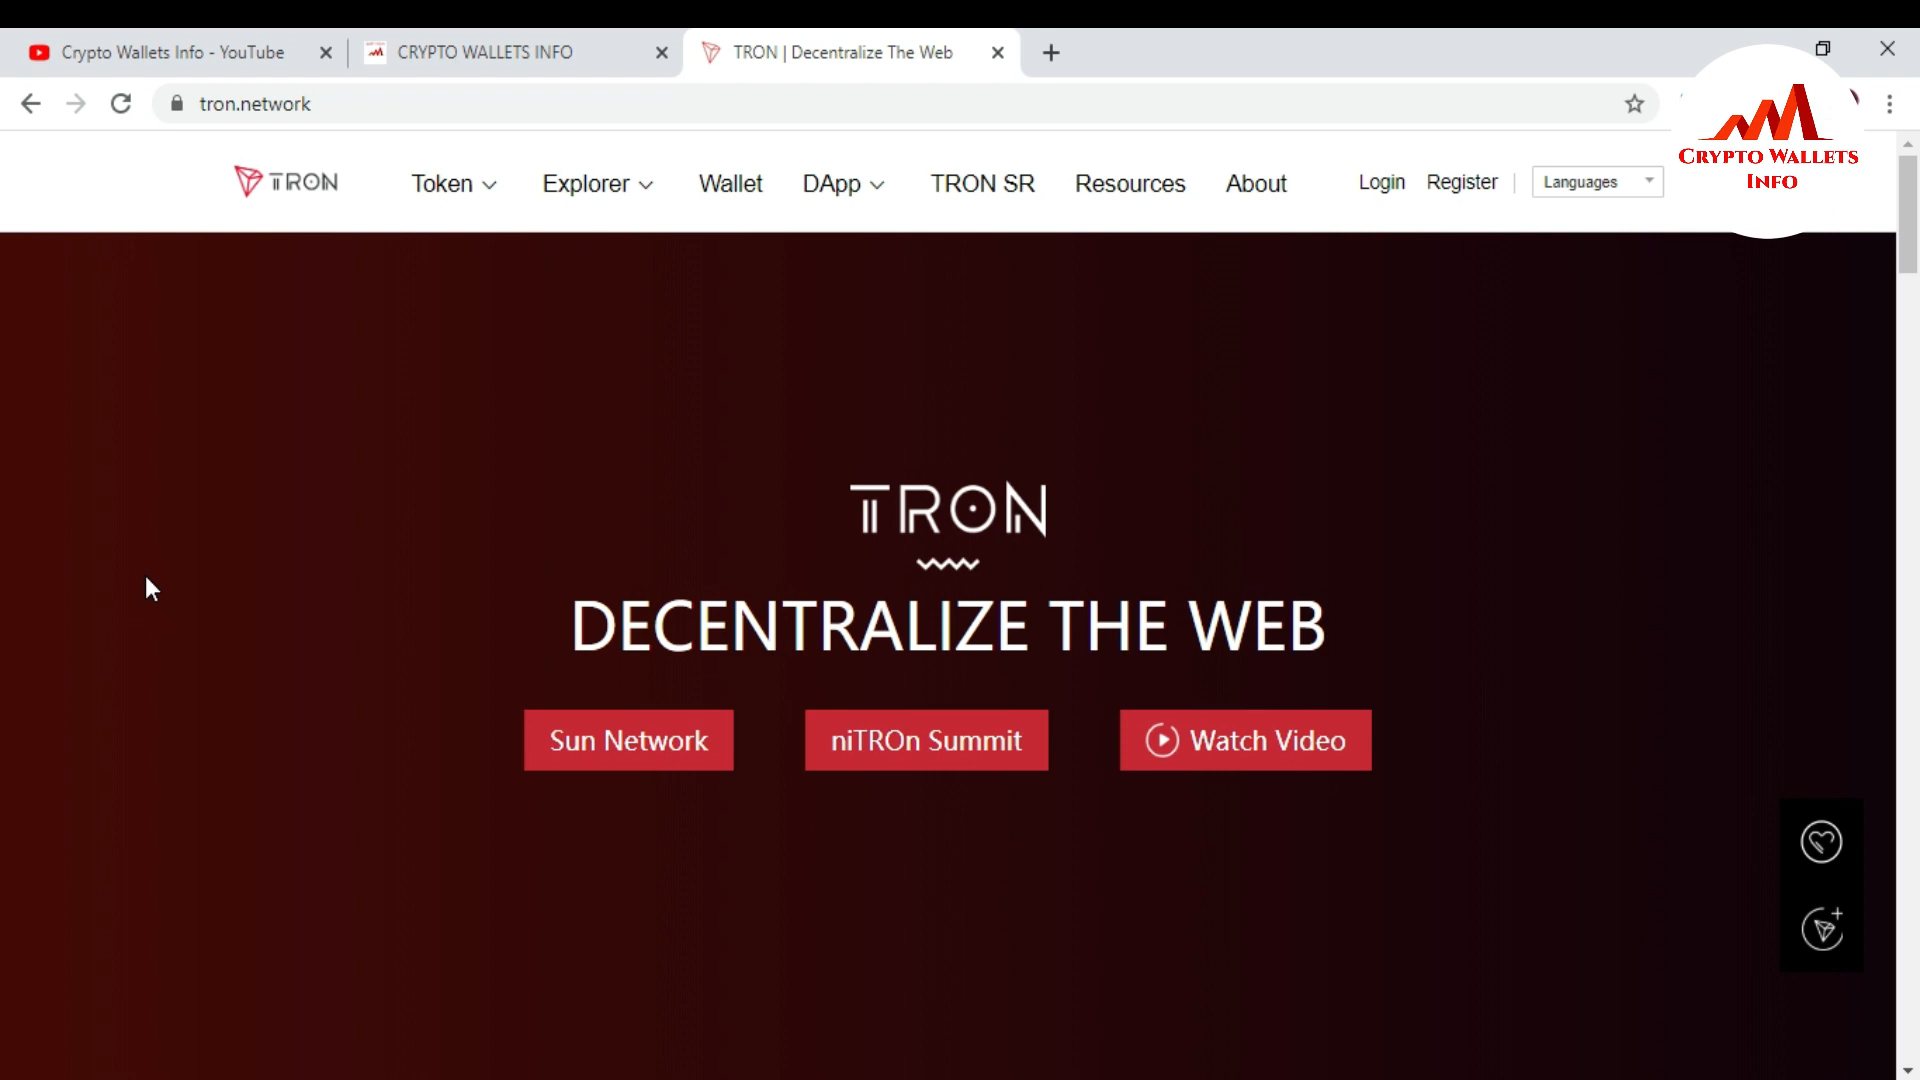 Crypto Wallets Info - YouTube
CRYPTO WALLETS INFO
TRON | Decentralize The Web
tron.network
CRYPTO WALLETS
INFO
TRON
Token
Explorer
Wallet
DApp
TRON SR
Resources
About
Login
Register
Languages
TRON
DECENTRALIZE THE WEB
Sun Network
niTROn Summit
Watch Video